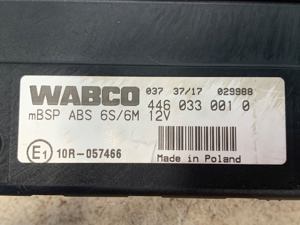 WABCO 037 37/17 029988
446 033 001 0
mBSP ABS 6S/6M 12V
E1 10R-057466
Made in Poland